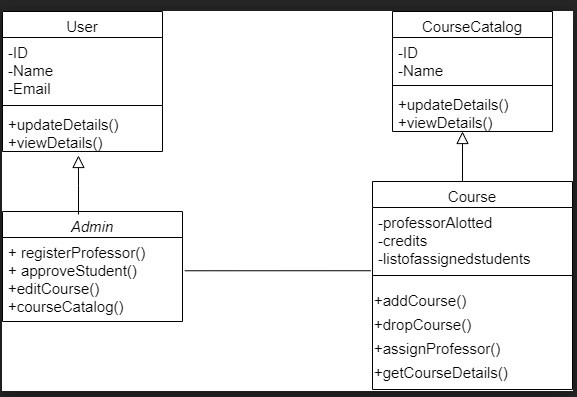 User
-ID
-Name
-Email
+updateDetails()
+viewDetails()
CourseCatalog
-ID
-Name
+updateDetails()
+viewDetails()
Admin
+ registerProfessor()
+ approveStudent()
+editCourse()
+courseCatalog()
Course
-professorAlotted
-credits
-listofassignedstudents
+addCourse()
+dropCourse()
+assignProfessor()
+getCourseDetails()